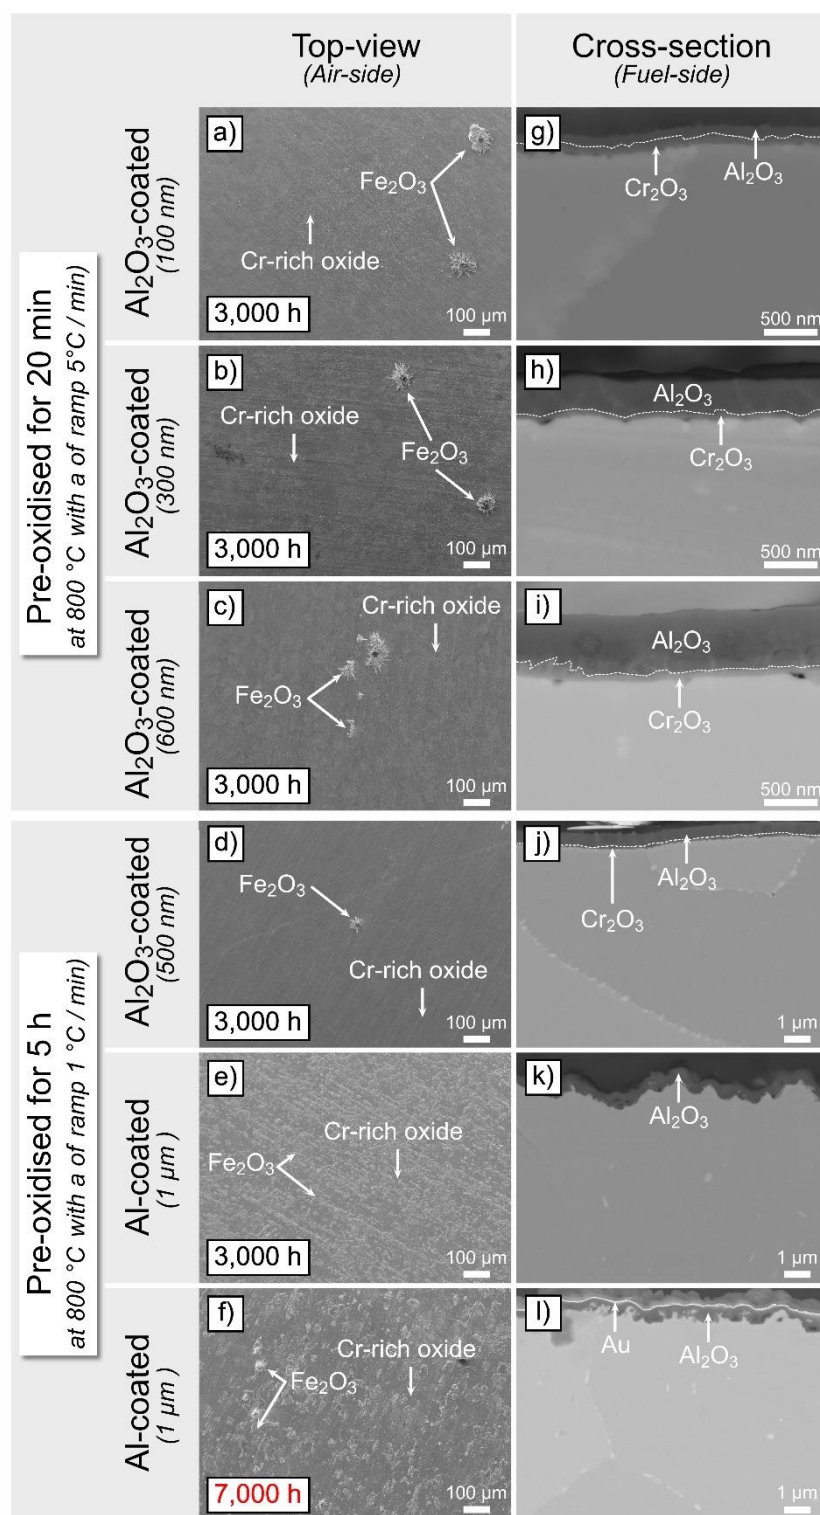 Top-view
(Air-side)
Cross-section
(Fuel-side)
Pre-oxidised for 20 min
at 800 °C with a of ramp 5°C / min)
Al₂O₃-coated
(100 nm)
a)
Fe₂O₃
Cr-rich oxide
3,000 h
100 µm
g)
Cr₂O₃
Al₂O₃
500 nm
Al₂O₃-coated
(300 nm)
b)
Cr-rich oxide
Fe₂O₃
3,000 h
100 µm
h)
Al₂O₃
Cr₂O₃
500 nm
Al₂O₃-coated
(600 nm)
c)
Cr-rich oxide
Fe₂O₃
3,000 h
100 µm
i)
Al₂O₃
Cr₂O₃
500 nm
Pre-oxidised for 5 h
at 800 °C with a of ramp 1 °C / min)
Al₂O₃-coated
(500 nm)
d)
Fe₂O₃
Cr-rich oxide
3,000 h
100 µm
j)
Al₂O₃
Cr₂O₃
1 µm
Al-coated
(1 µm)
e)
Cr-rich oxide
Fe₂O₃
3,000 h
100 µm
k)
Al₂O₃
1 µm
Al-coated
(1 µm)
f)
Cr-rich oxide
Fe₂O₃
7,000 h
100 µm
l)
Au
Al₂O₃
1 µm